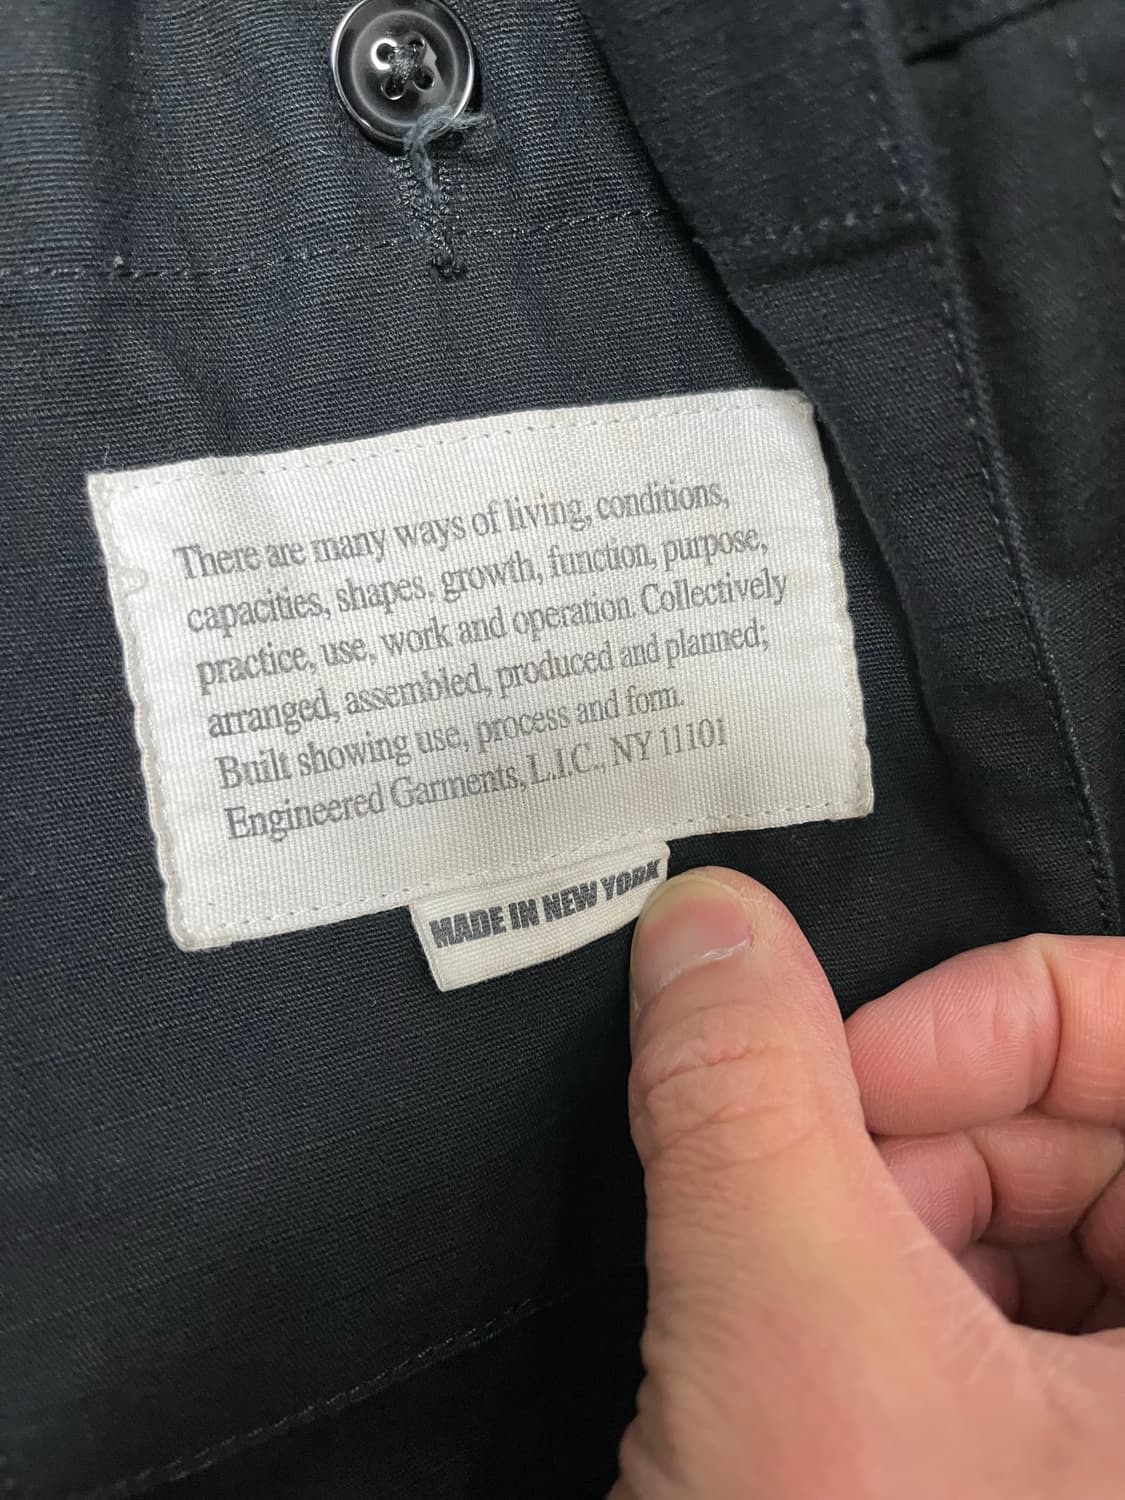 There are many ways of living, conditions,
capacities, shapes, growth, function, purpose,
practice, use, work and operation. Collectively
arranged, assembled, produced and planned;
Built showing use, process and form.
Engineered Garments, L.I.C., NY 11101
MADE IN NEW YORK